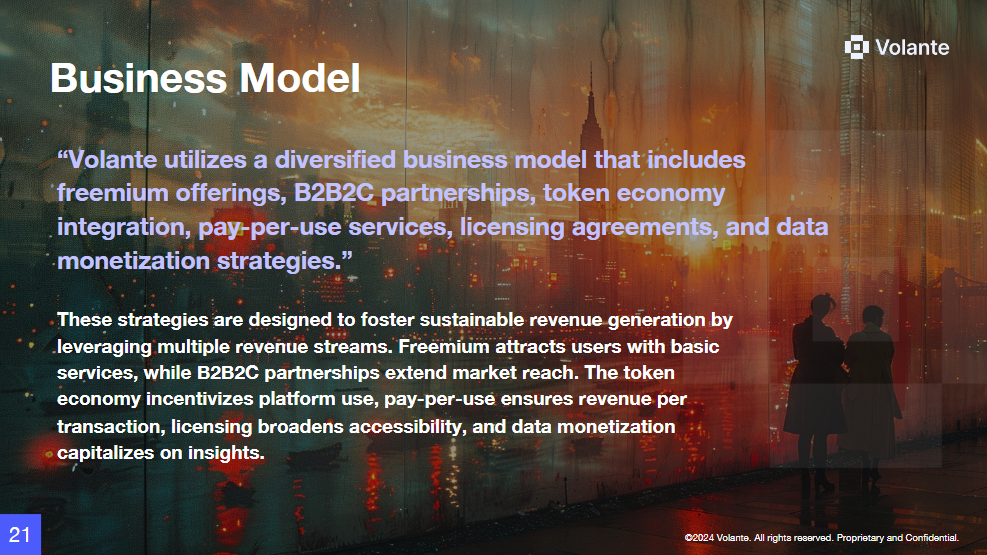 Volante
Business Model
“Volante utilizes a diversified business model that includes
freemium offerings, B2B2C partnerships, token economy
integration, pay-per-use services, licensing agreements, and data
monetization strategies.”
These strategies are designed to foster sustainable revenue generation by
leveraging multiple revenue streams. Freemium attracts users with basic
services, while B2B2C partnerships extend market reach. The token
economy incentivizes platform use, pay-per-use ensures revenue per
transaction, licensing broadens accessibility, and data monetization
capitalizes on insights.
21
©2024 Volante. All rights reserved. Proprietary and Confidential.